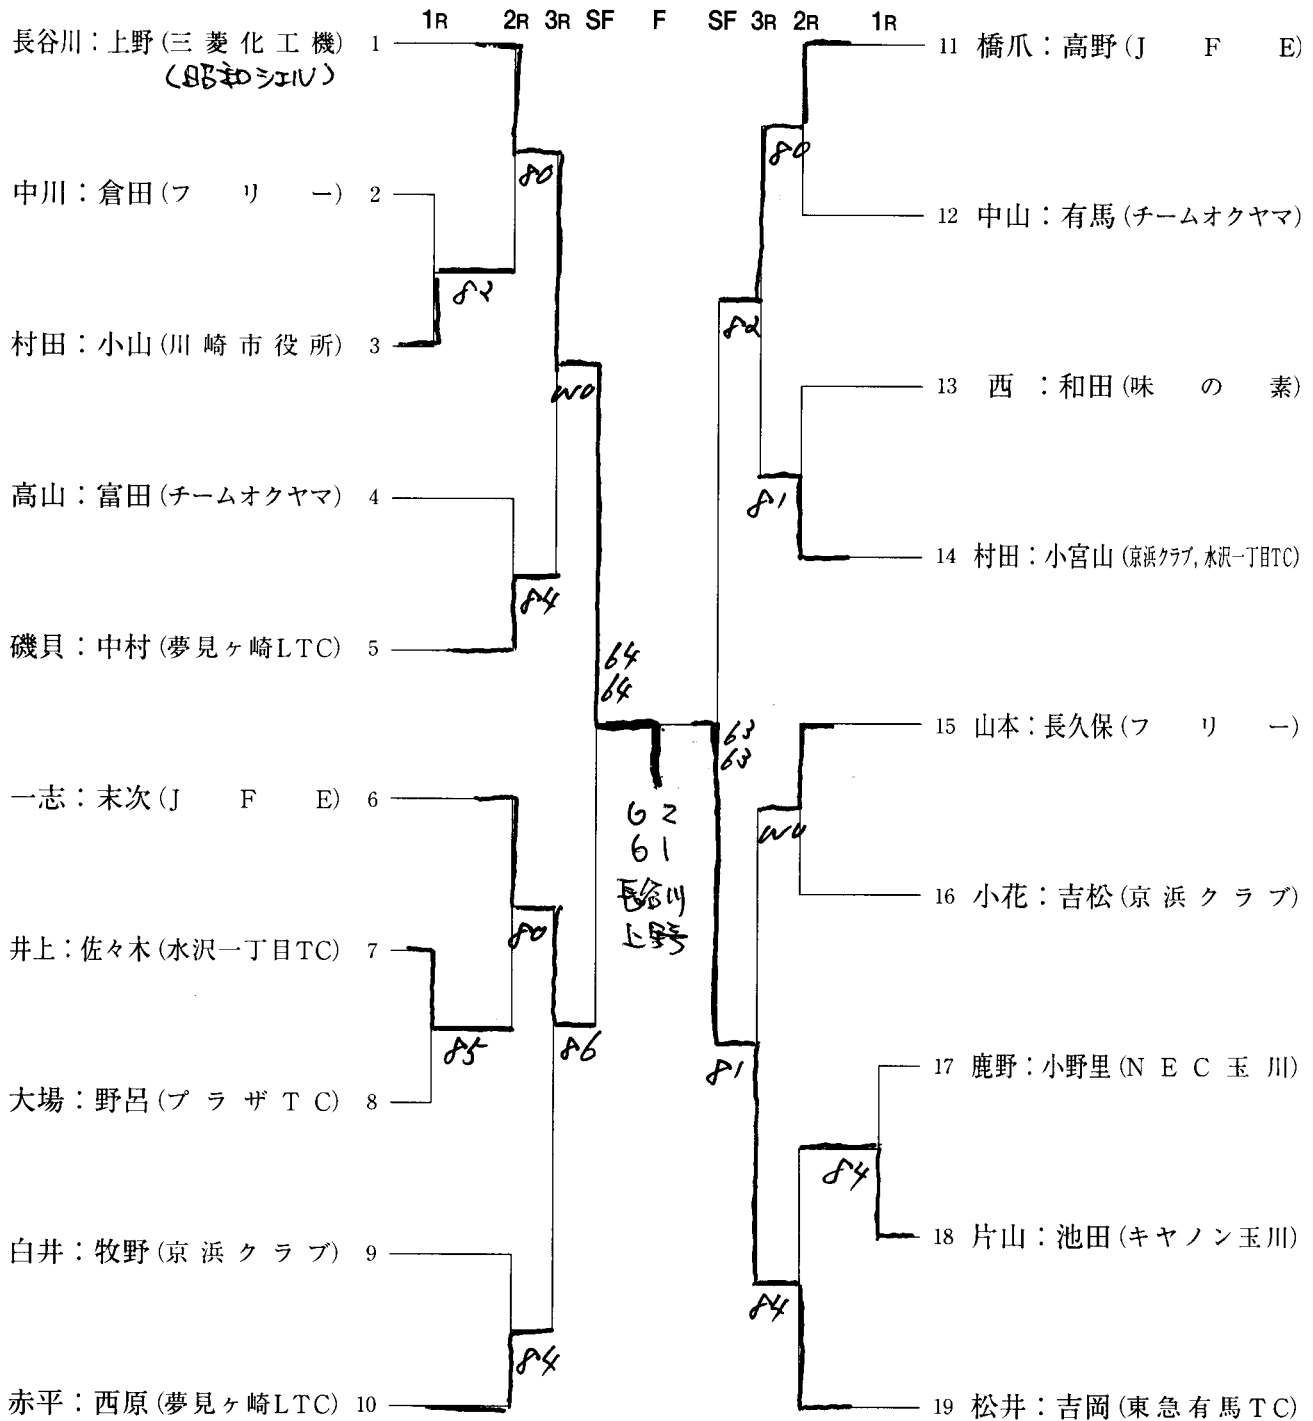 1R 2R 3R SF F SF 3R 2R 1R
長谷川：上野(三菱化工機) 1
(昭和シェル)
中川：倉田(フリー) 2
村田：小山(川崎市役所) 3
高山：富田(チームオクヤマ) 4
磯貝：中村(夢見ヶ崎LTC) 5
一志：末次(JFE) 6
井上：佐々木(水沢一丁目TC) 7
大場：野呂(プラザTC) 8
白井：牧野(京浜クラブ) 9
赤平：西原(夢見ヶ崎LTC) 10
82
85
80
84
80
84
WO
86
64
64
62
61
長谷川
上野
63
63
82
81
80
81
WO
84
84
11 橋爪：高野(JFE)
12 中山：有馬(チームオクヤマ)
13 西：和田(味の素)
14 村田：小宮山(京浜クラブ,水沢一丁目TC)
15 山本：長久保(フリー)
16 小花：吉松(京浜クラブ)
17 鹿野：小野里(NEC玉川)
18 片山：池田(キヤノン玉川)
19 松井：吉岡(東急有馬TC)